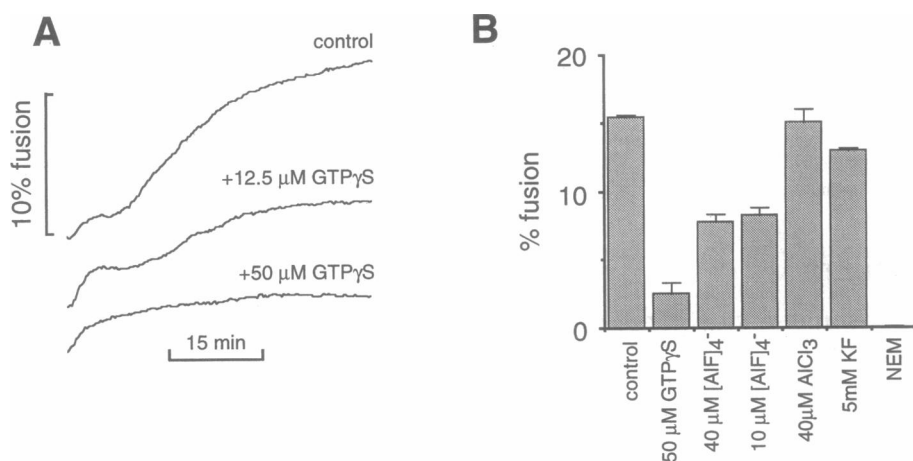 A
control
10% fusion
+12.5 μM GTPγS
+50 μM GTPγS
15 min
B
20
10
0
% fusion
control
50 μM GTPγS
40 μM [AlF]4-
10 μM [AlF]4-
40μM AlCl3
5mM KF
NEM